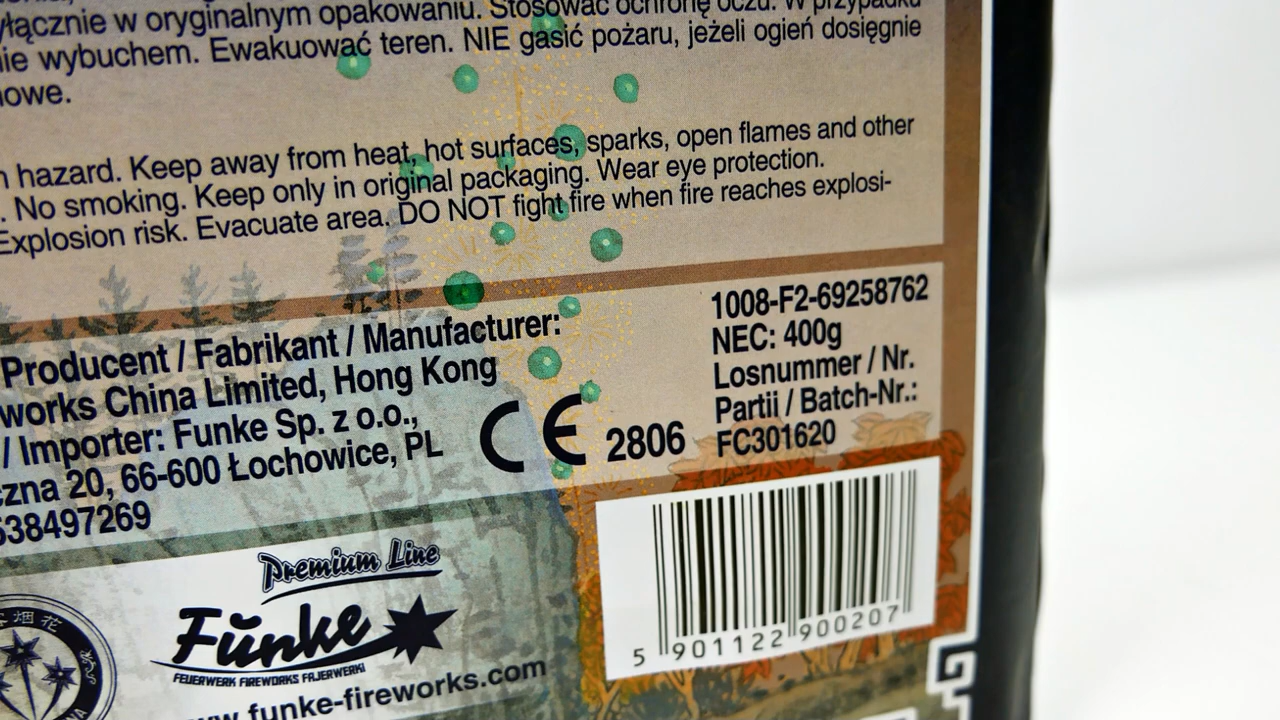 yłącznie w oryginalnym opakowaniu. Stosować ochronę oczu. W przypadku
nie wybuchem. Ewakuować teren. NIE gasić pożaru, jeżeli ogień dosięgnie
hazard. Keep away from heat, hot surfaces, sparks, open flames and other
. No smoking. Keep only in original packaging. Wear eye protection.
Explosion risk. Evacuate area. DO NOT fight fire when fire reaches explosi-
Producent / Fabrikant / Manufacturer:
works China Limited, Hong Kong
/ Importer: Funke Sp. z o.o.,
zna 20, 66-600 Łochowice, PL
538497269
CE 2806
1008-F2-69258762
NEC: 400g
Losnummer / Nr.
Partii / Batch-Nr.:
FC301620
Premium Line
Funke
FEUERWERK FIREWORKS FAJERWERKI
www.funke-fireworks.com
烟花
5 901122 900207